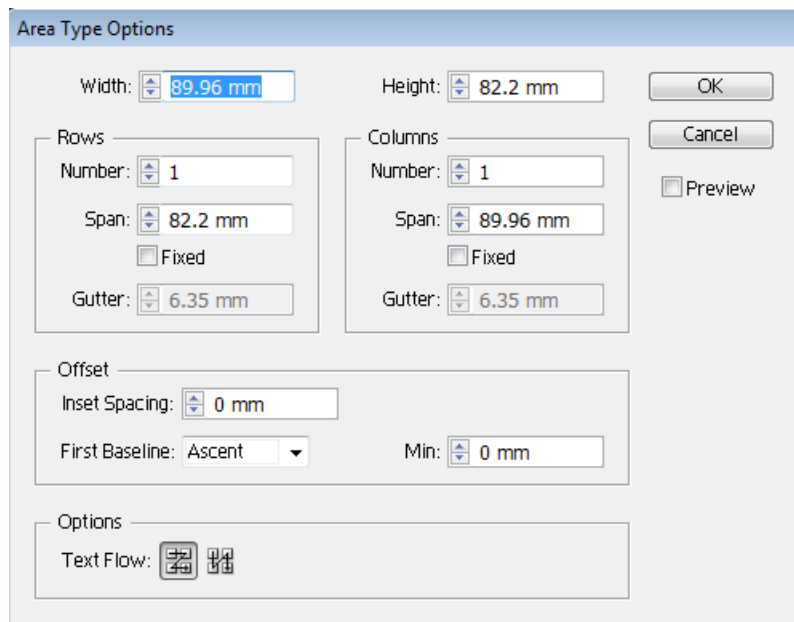 Area Type Options
Width: 89.96 mm Height: 82.2 mm OK
Rows Columns Cancel
Number: 1 Number: 1 Preview
Span: 82.2 mm Span: 89.96 mm
Fixed Fixed
Gutter: 6.35 mm Gutter: 6.35 mm
Offset
Inset Spacing: 0 mm
First Baseline: Ascent Min: 0 mm
Options
Text Flow: